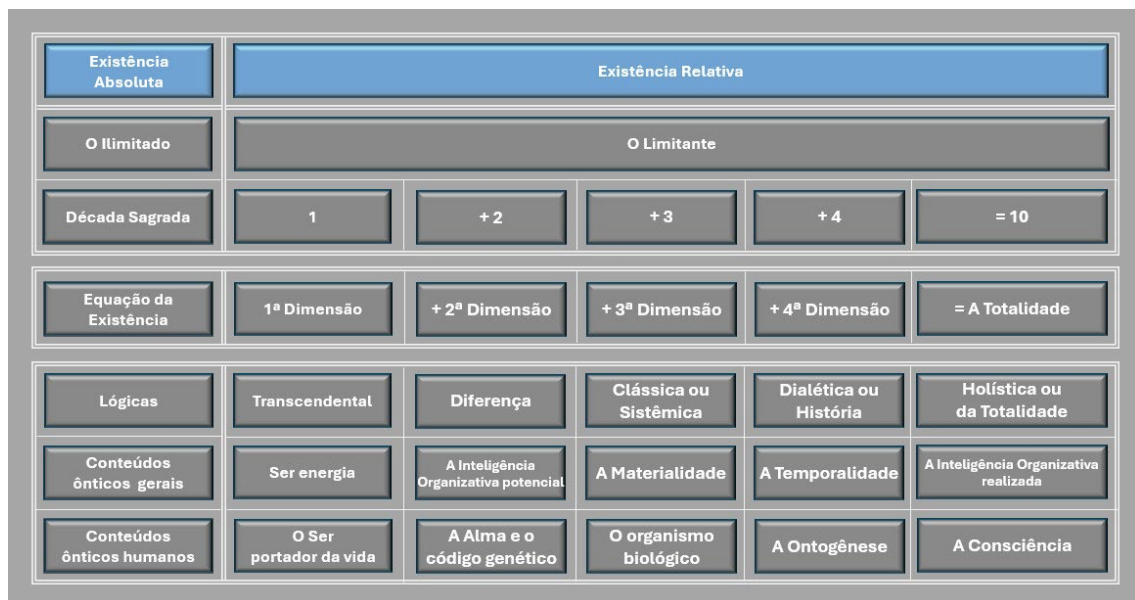 Existência
Absoluta
Existência Relativa
O Ilimitado
O Limitante
Década Sagrada
1
+ 2
+ 3
+ 4
= 10
Equação da
Existência
1ª Dimensão
+ 2ª Dimensão
+ 3ª Dimensão
+ 4ª Dimensão
= A Totalidade
Lógicas
Transcendental
Diferença
Clássica ou
Sistêmica
Dialética ou
História
Holística ou
da Totalidade
Conteúdos
ônticos gerais
Ser energia
A Inteligência
Organizativa potencial
A Materialidade
A Temporalidade
A Inteligência Organizativa
realizada
Conteúdos
ônticos humanos
O Ser
portador da vida
A Alma e o
código genético
O organismo
biológico
A Ontogênese
A Consciência